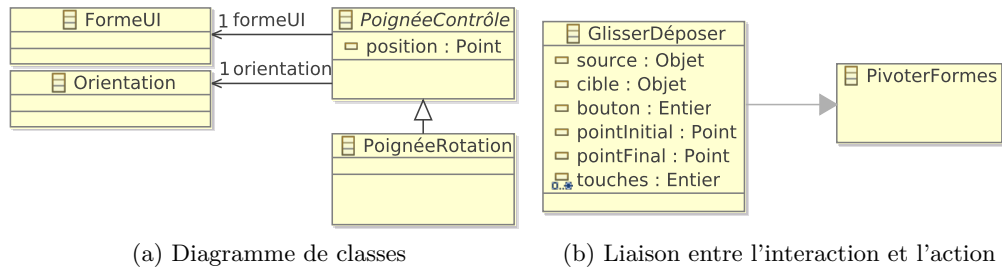 FormeUI
1 formeUI
PoignéeContrôle
position : Point
Orientation
1 orientation
PoignéeRotation
(a) Diagramme de classes
GlisserDéposer
source : Objet
cible : Objet
bouton : Entier
pointInitial : Point
pointFinal : Point
0..*
touches : Entier
PivoterFormes
(b) Liaison entre l'interaction et l'action